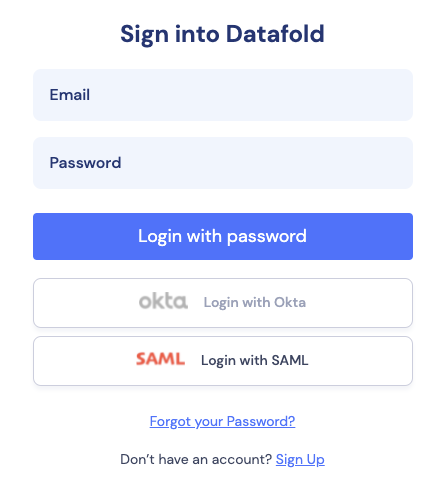 Sign into Datafold
Email
Password
Login with password
okta Login with Okta
SAML Login with SAML
Forgot your Password?
Don’t have an account? Sign Up